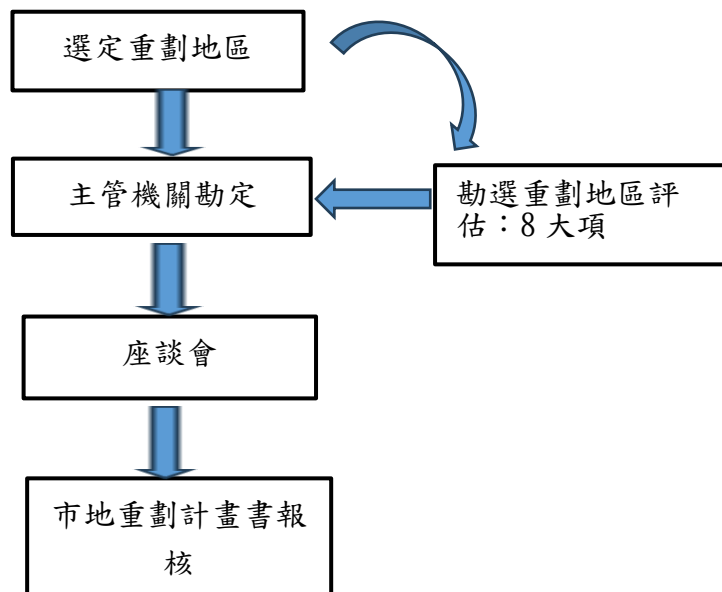 選定重劃地區
主管機關勘定
勘選重劃地區評
估：8 大項
座談會
市地重劃計畫書報
核